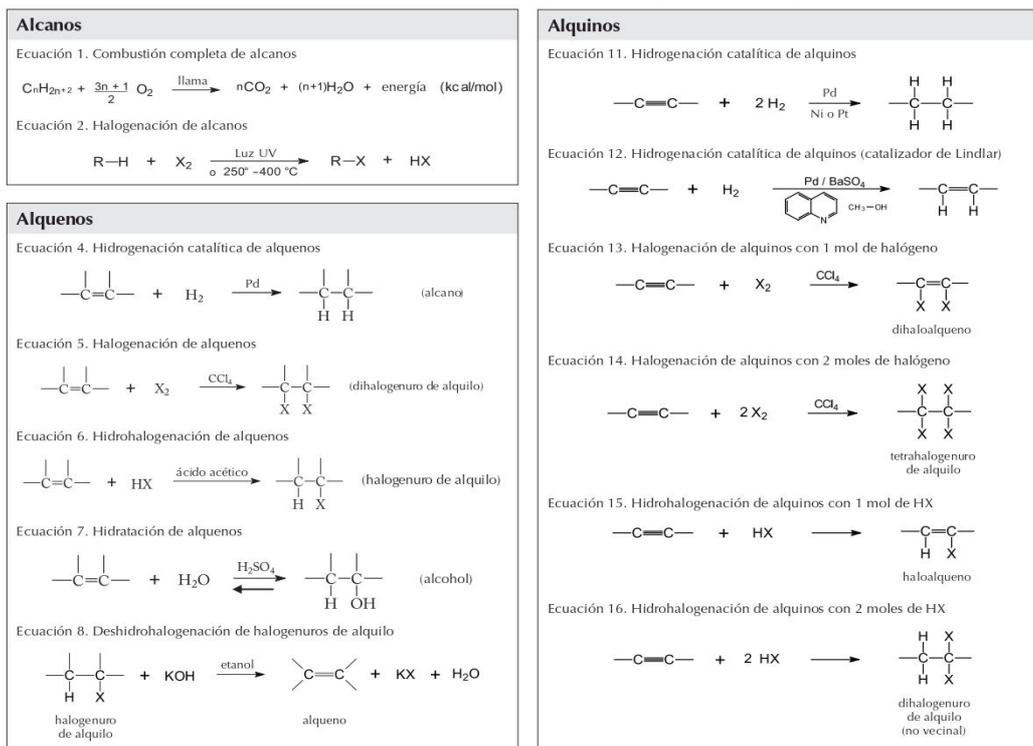 Alcanos
Ecuación 1. Combustión completa de alcanos
CnH2n+2 + 3n + 1/2 O2 llama nCO2 + (n+1)H2O + energía (kcal/mol)
Ecuación 2. Halogenación de alcanos
R—H + X2 Luz UV o 250° –400 °C R—X + HX
Alquenos
Ecuación 4. Hidrogenación catalítica de alquenos
—C=C— + H2 Pd —C—C— (alcano)
H H
Ecuación 5. Halogenación de alquenos
—C=C— + X2 CCl4 —C—C— (dihalogenuro de alquilo)
X X
Ecuación 6. Hidrohalogenación de alquenos
—C=C— + HX ácido acético —C—C— (halogenuro de alquilo)
H X
Ecuación 7. Hidratación de alquenos
—C=C— + H2O H2SO4 —C—C— (alcohol)
H OH
Ecuación 8. Deshidrohalogenación de halogenuros de alquilo
—C—C— + KOH etanol C=C + KX + H2O
H X
halogenuro
de alquilo
alqueno
Alquinos
Ecuación 11. Hidrogenación catalítica de alquinos
H H
—C≡C— + 2 H2 Pd Ni o Pt —C—C—
H H
Ecuación 12. Hidrogenación catalítica de alquinos (catalizador de Lindlar)
—C≡C— + H2 Pd / BaSO4 N CH3—OH —C=C—
H H
Ecuación 13. Halogenación de alquinos con 1 mol de halógeno
—C≡C— + X2 CCl4 —C=C—
X X
dihaloalqueno
Ecuación 14. Halogenación de alquinos con 2 moles de halógeno
X X
—C≡C— + 2 X2 CCl4 —C—C—
X X
tetrahalogenuro
de alquilo
Ecuación 15. Hidrohalogenación de alquinos con 1 mol de HX
—C≡C— + HX —C=C—
H X
haloalqueno
Ecuación 16. Hidrohalogenación de alquinos con 2 moles de HX
H X
—C≡C— + 2 HX —C—C—
H X
dihalogenuro
de alquilo
(no vecinal)